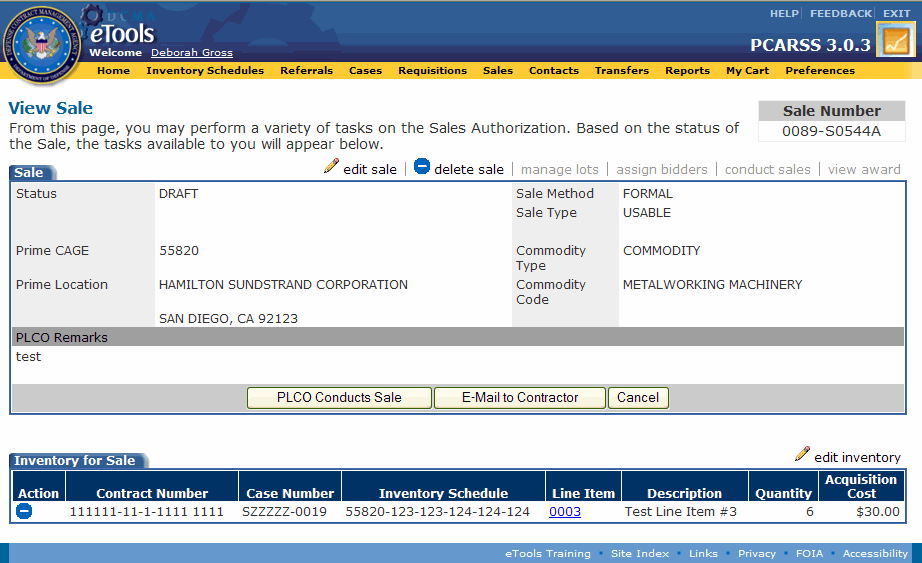 HELP | FEEDBACK | EXIT
DCMA
eTools
Welcome Deborah Gross
PCARSS 3.0.3
DEFENSE CONTRACT MANAGEMENT AGENCY
DEPARTMENT OF DEFENSE
Home Inventory Schedules Referrals Cases Requisitions Sales Contacts Transfers Reports My Cart Preferences
View Sale
From this page, you may perform a variety of tasks on the Sales Authorization. Based on the status of
the Sale, the tasks available to you will appear below.
Sale Number
0089-S0544A
Sale
edit sale | delete sale | manage lots | assign bidders | conduct sales | view award
Status DRAFT Sale Method FORMAL
Sale Type USABLE
Prime CAGE 55820 Commodity COMMODITY
Type
Prime Location HAMILTON SUNDSTRAND CORPORATION Commodity METALWORKING MACHINERY
Code
SAN DIEGO, CA 92123
PLCO Remarks
test
PLCO Conducts Sale E-Mail to Contractor Cancel
Inventory for Sale
edit inventory
Action Contract Number Case Number Inventory Schedule Line Item Description Quantity Acquisition Cost
111111-11-1-1111 1111 SZZZZZ-0019 55820-123-123-124-124-124 0003 Test Line Item #3 6 $30.00
eTools Training • Site Index • Links • Privacy • FOIA • Accessibility